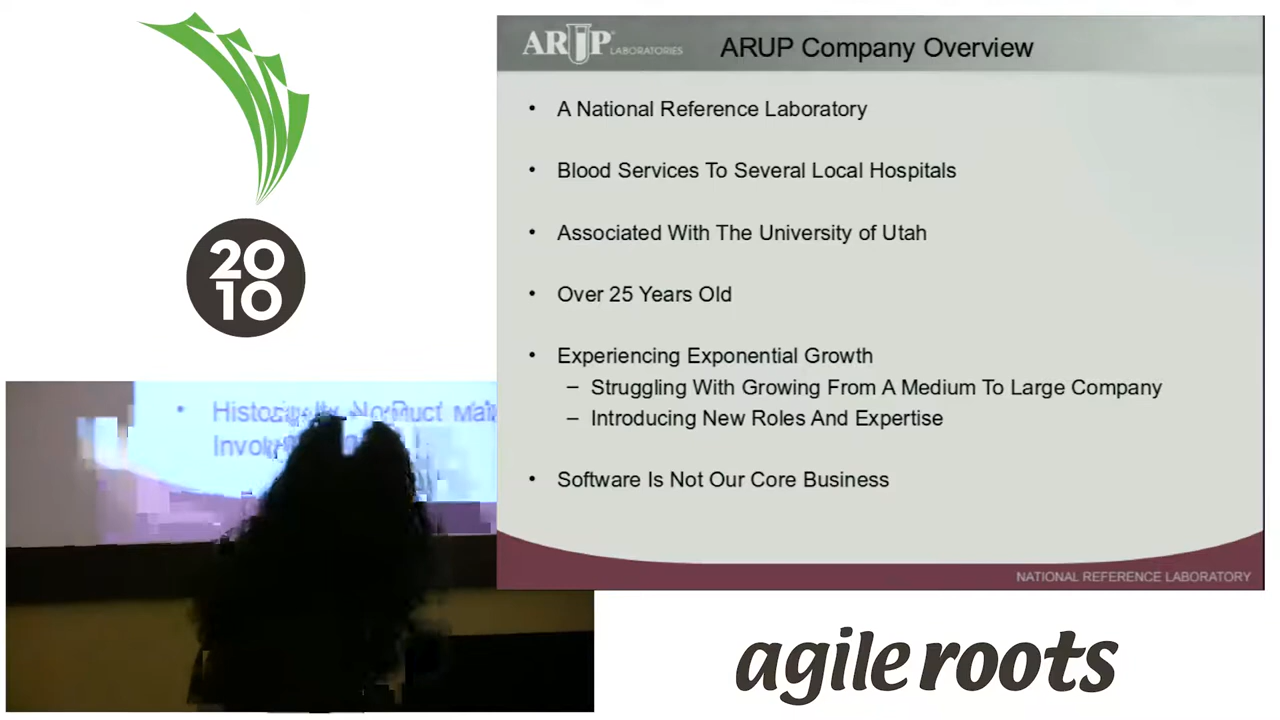 20
10
ARUP LABORATORIES
ARUP Company Overview
• A National Reference Laboratory
• Blood Services To Several Local Hospitals
• Associated With The University of Utah
• Over 25 Years Old
• Experiencing Exponential Growth
– Struggling With Growing From A Medium To Large Company
– Introducing New Roles And Expertise
• Software Is Not Our Core Business
NATIONAL REFERENCE LABORATORY
agile roots